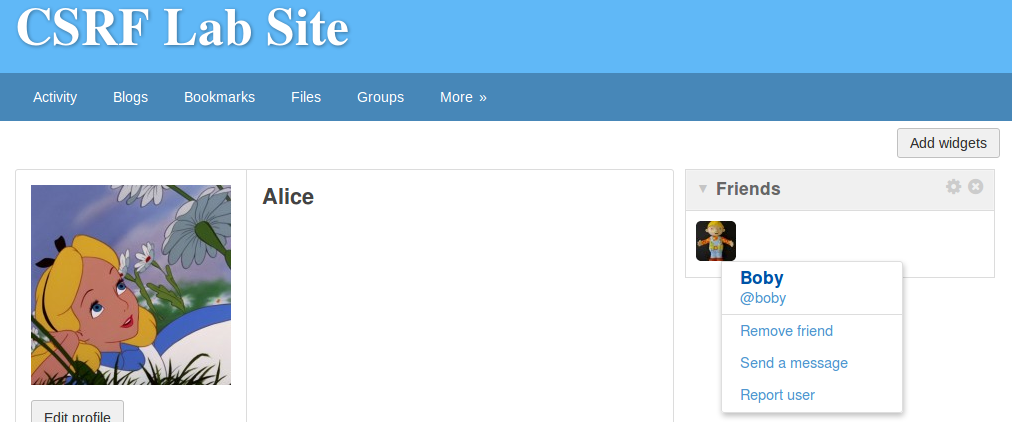 CSRF Lab Site
Activity Blogs Bookmarks Files Groups More »
Add widgets
Alice
Friends
Boby
@boby
Remove friend
Send a message
Report user
Edit profile